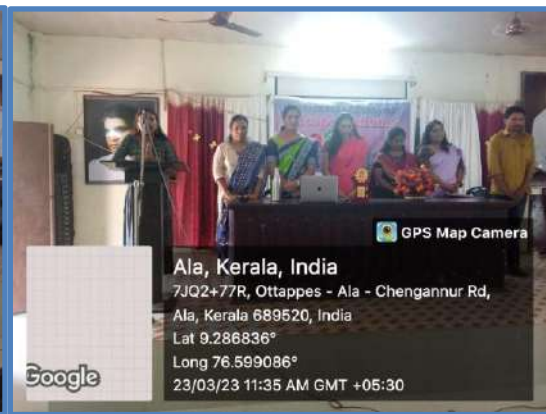 GPS Map Camera
Ala, Kerala, India
7JQ2+77R, Ottappes - Ala - Chengannur Rd,
Ala, Kerala 689520, India
Lat 9.286836°
Long 76.599086°
23/03/23 11:35 AM GMT +05:30
Google